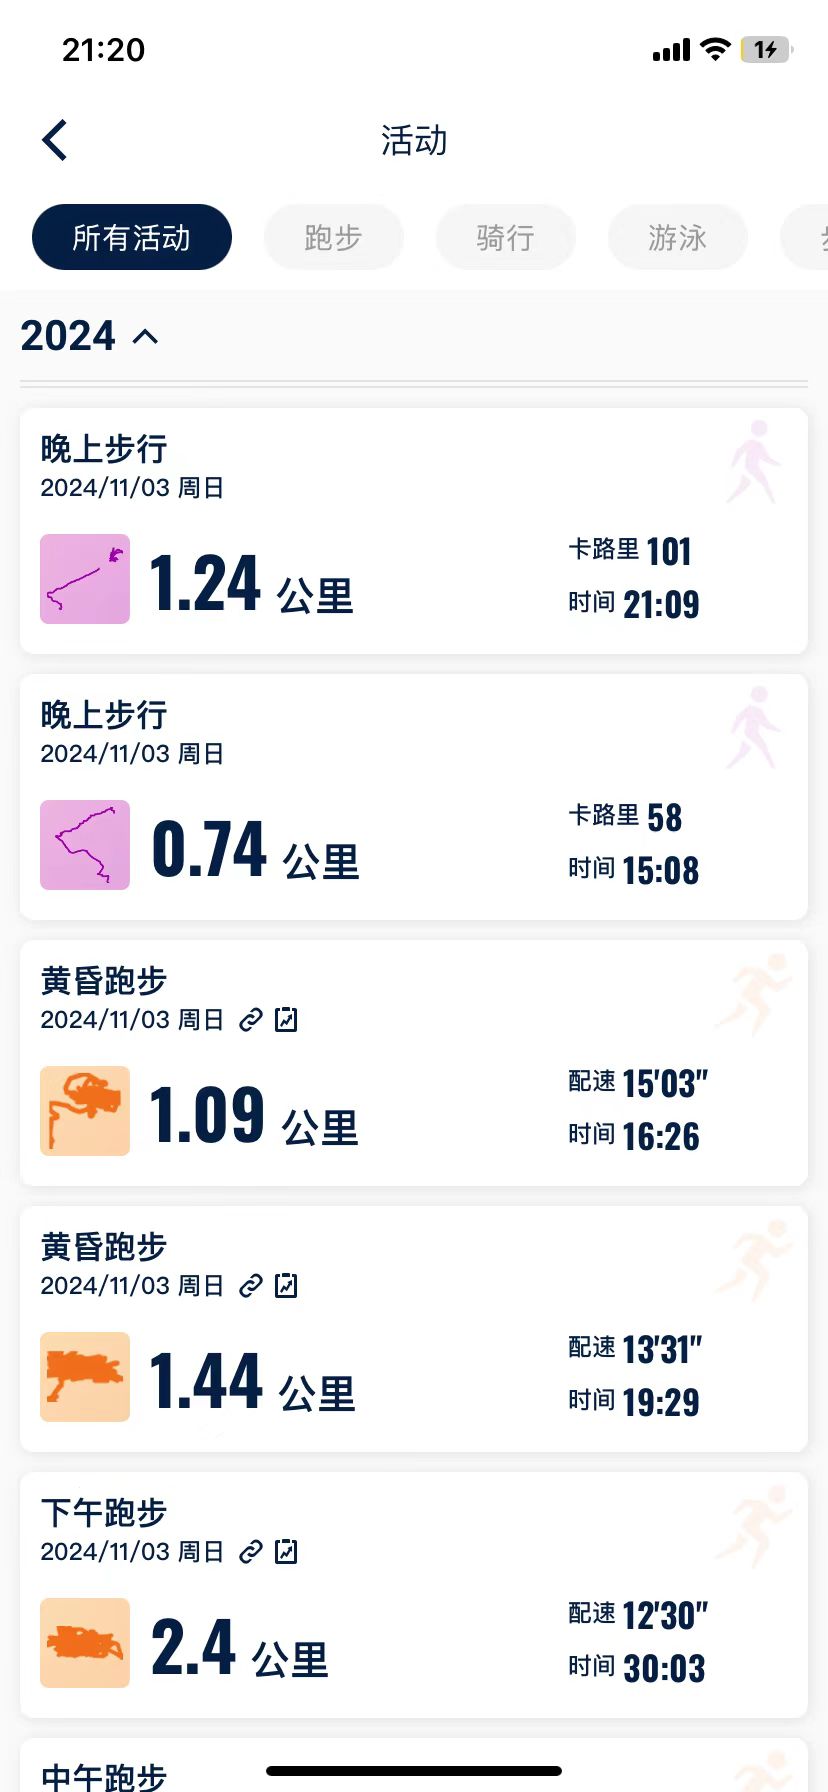 21:20
1
活动
所有活动 跑步 骑行 游泳
2024
晚上步行
2024/11/03 周日
1.24 公里
卡路里 101
时间 21:09
晚上步行
2024/11/03 周日
0.74 公里
卡路里 58
时间 15:08
黄昏跑步
2024/11/03 周日
1.09 公里
配速 15'03"
时间 16:26
黄昏跑步
2024/11/03 周日
1.44 公里
配速 13'31"
时间 19:29
下午跑步
2024/11/03 周日
2.4 公里
配速 12'30"
时间 30:03
中午跑步